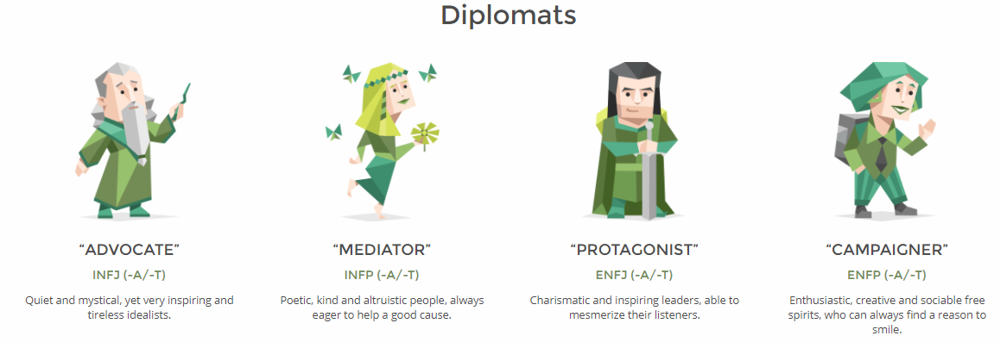 Diplomats
“ADVOCATE”
INFJ (-A/-T)
Quiet and mystical, yet very inspiring and
tireless idealists.
“MEDIATOR”
INFP (-A/-T)
Poetic, kind and altruistic people, always
eager to help a good cause.
“PROTAGONIST”
ENFJ (-A/-T)
Charismatic and inspiring leaders, able to
mesmerize their listeners.
“CAMPAIGNER”
ENFP (-A/-T)
Enthusiastic, creative and sociable free
spirits, who can always find a reason to
smile.